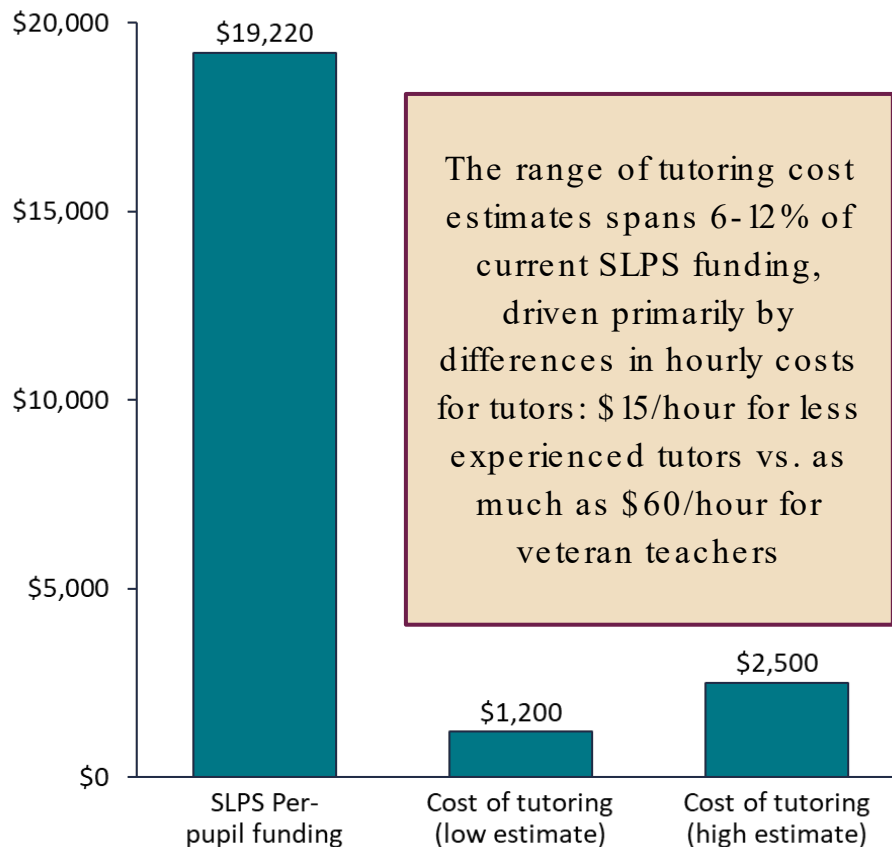 $20,000
$19,220
The range of tutoring cost
estimates spans 6-12% of
current SLPS funding,
driven primarily by
differences in hourly costs
for tutors: $15/hour for less
experienced tutors vs. as
much as $60/hour for
veteran teachers
$15,000
$10,000
$5,000
$2,500
$1,200
$0
SLPS Per-
pupil funding
Cost of tutoring
(low estimate)
Cost of tutoring
(high estimate)